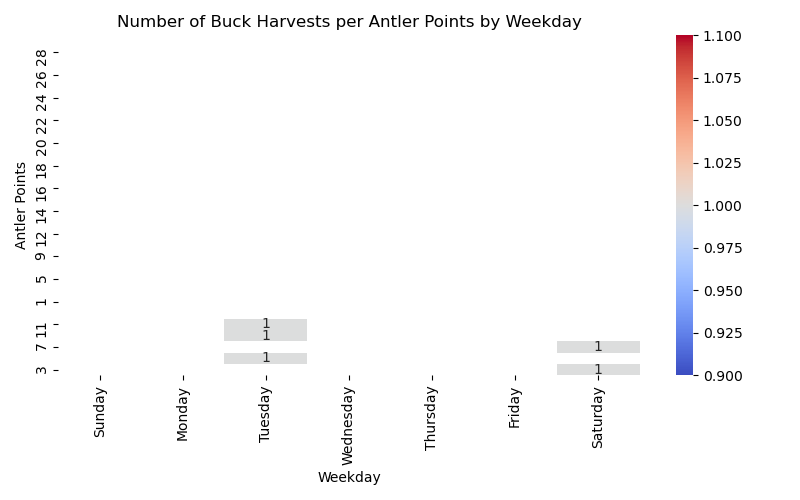 Number of Buck Harvests per Antler Points by Weekday
Antler Points
28
26
24
22
20
18
16
14
12
9
5
1
11
7
3
1
1
1
1
1
Sunday
Monday
Tuesday
Wednesday
Thursday
Friday
Saturday
Weekday
1.100
1.075
1.050
1.025
1.000
0.975
0.950
0.925
0.900